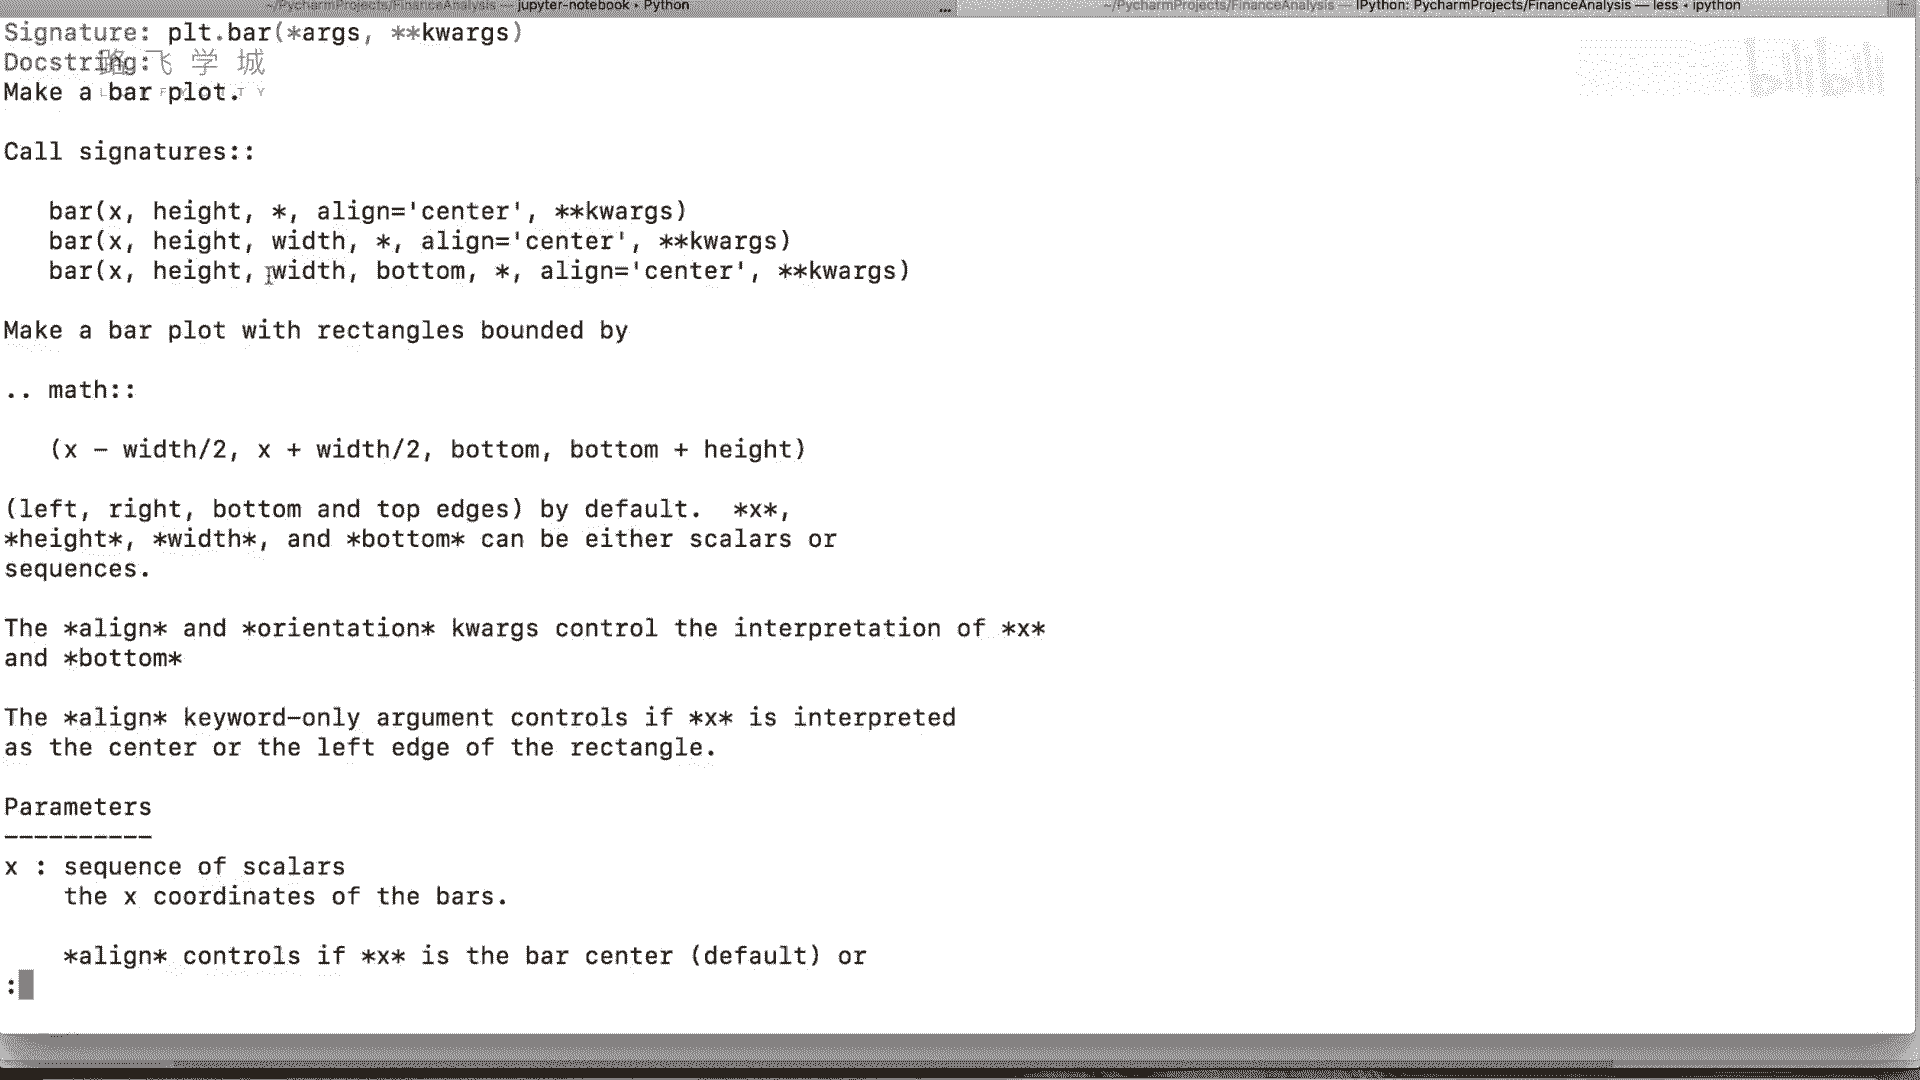 ~/PycharmProjects/FinanceAnalysis — jupyter-notebook • Python
... ~/PycharmProjects/FinanceAnalysis — IPython: PycharmProjects/FinanceAnalysis — less • ipython +
Signature: plt.bar(*args, **kwargs)
Docstring:
路飞学城
Make a bar plot.

Call signatures::

   bar(x, height, *, align='center', **kwargs)
   bar(x, height, width, *, align='center', **kwargs)
   bar(x, height, width, bottom, *, align='center', **kwargs)

Make a bar plot with rectangles bounded by

.. math::

   (x - width/2, x + width/2, bottom, bottom + height)

(left, right, bottom and top edges) by default.  *x*,
*height*, *width*, and *bottom* can be either scalars or
sequences.

The *align* and *orientation* kwargs control the interpretation of *x*
and *bottom*

The *align* keyword-only argument controls if *x* is interpreted
as the center or the left edge of the rectangle.

Parameters
----------
x : sequence of scalars
    the x coordinates of the bars.

    *align* controls if *x* is the bar center (default) or
:
bilibili